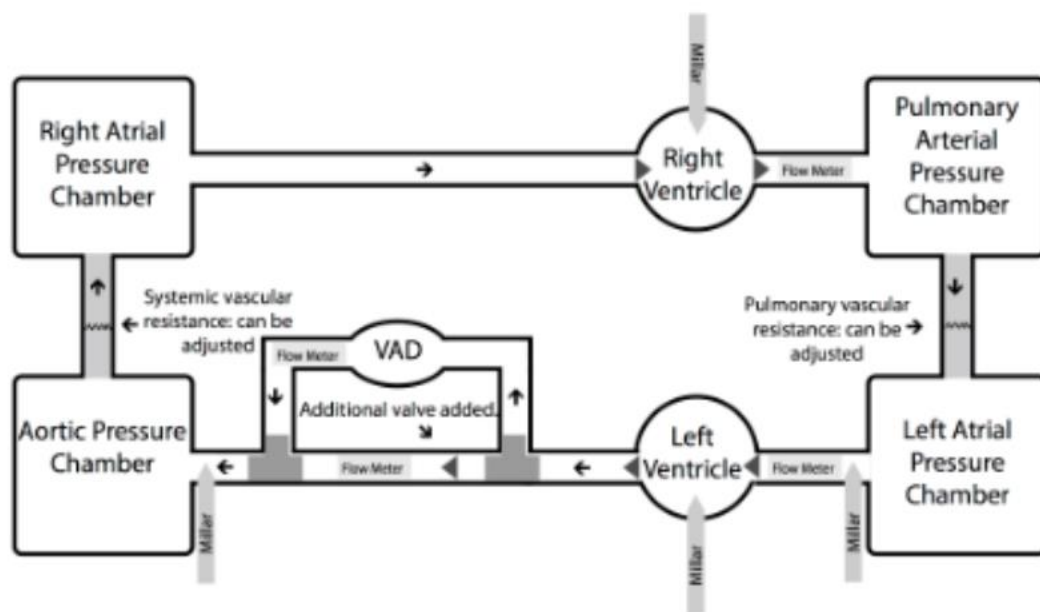 Millar
Right Atrial
Pressure
Chamber
Right
Ventricle
Flow Meter
Pulmonary
Arterial
Pressure
Chamber
Systemic vascular
resistance: can be
adjusted
Pulmonary vascular
resistance: can be
adjusted
Flow Meter
VAD
Additional valve added.
Aortic Pressure
Chamber
Flow Meter
Left
Ventricle
Flow Meter
Left Atrial
Pressure
Chamber
Millar
Millar
Millar